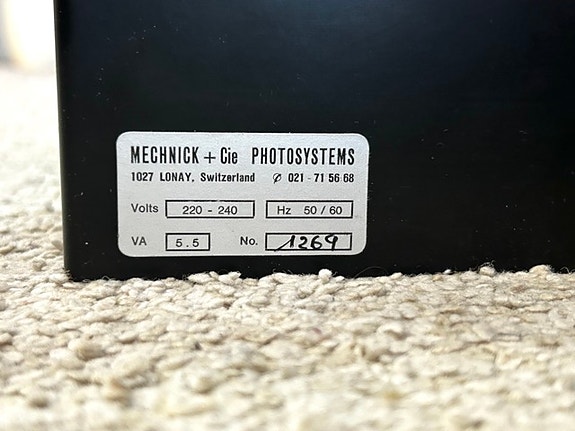 MECHNICK + Cie PHOTOSYSTEMS
1027 LONAY, Switzerland ✆ 021 - 71 56 68
Volts 220 - 240 Hz 50 / 60
VA 5.5 No. 1269